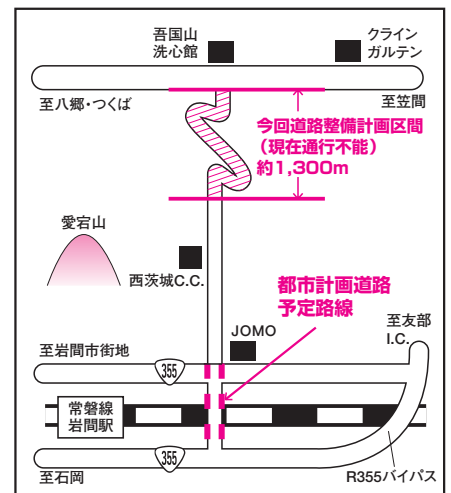 吾国山
洗心館
クライン
ガルテン
至八郷・つくば
至笠間
今回道路整備計画区間
（現在通行不能）
約1,300m
愛宕山
西茨城C.C.
都市計画道路
予定路線
JOMO
至友部
I.C.
至岩間市街地
355
常磐線
岩間駅
355
至石岡
R355バイパス